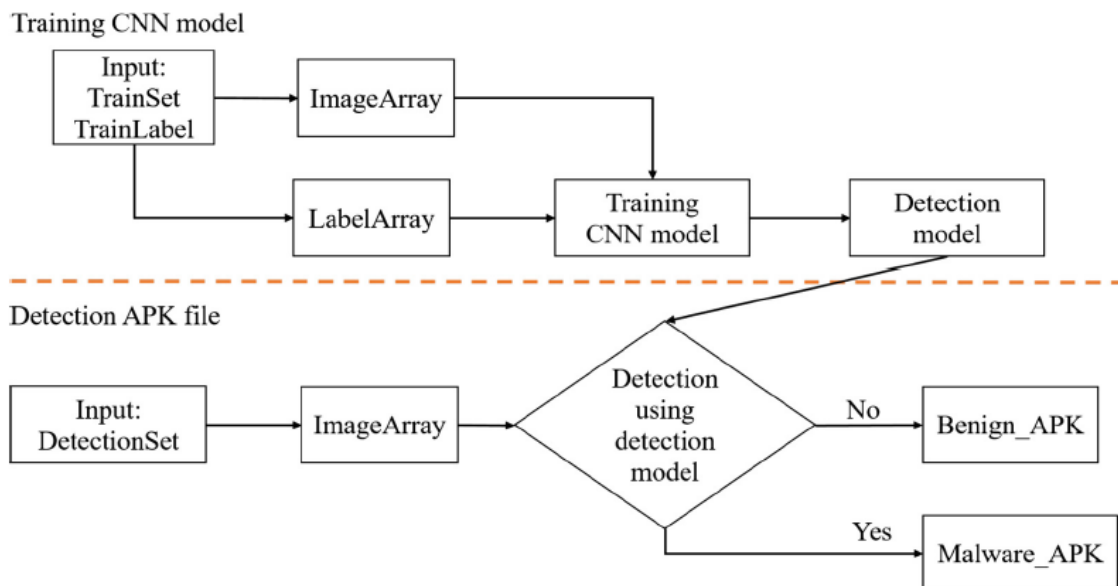 Training CNN model
Input:
TrainSet
TrainLabel
ImageArray
LabelArray
Training
CNN model
Detection
model
Detection APK file
Input:
DetectionSet
ImageArray
Detection
using
detection
model
No
Benign_APK
Yes
Malware_APK